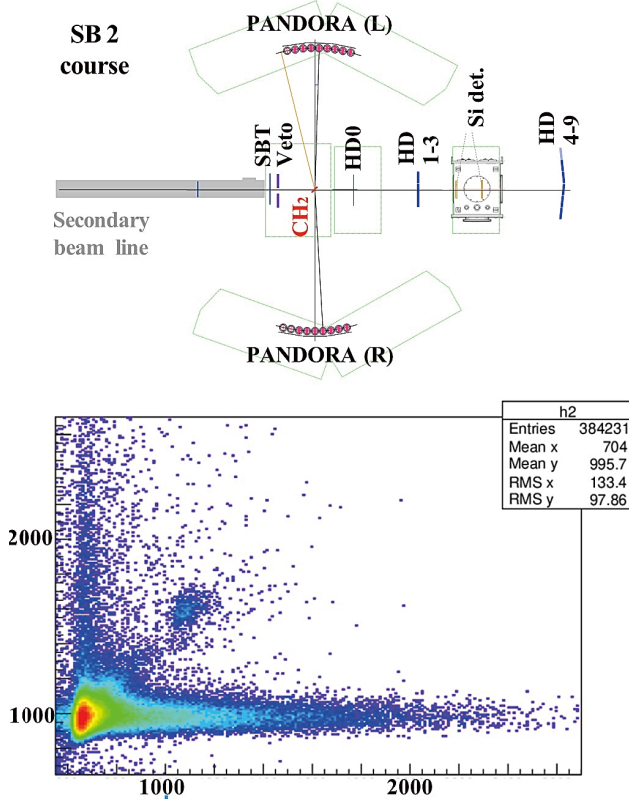 SB 2
course
PANDORA (L)
SBT
Veto
HD0
HD
1-3
Si det.
HD
4-9
CH2
Secondary
beam line
PANDORA (R)
h2
Entries 384231
Mean x 704
Mean y 995.7
RMS x 133.4
RMS y 97.86
2000
1000
1000
2000